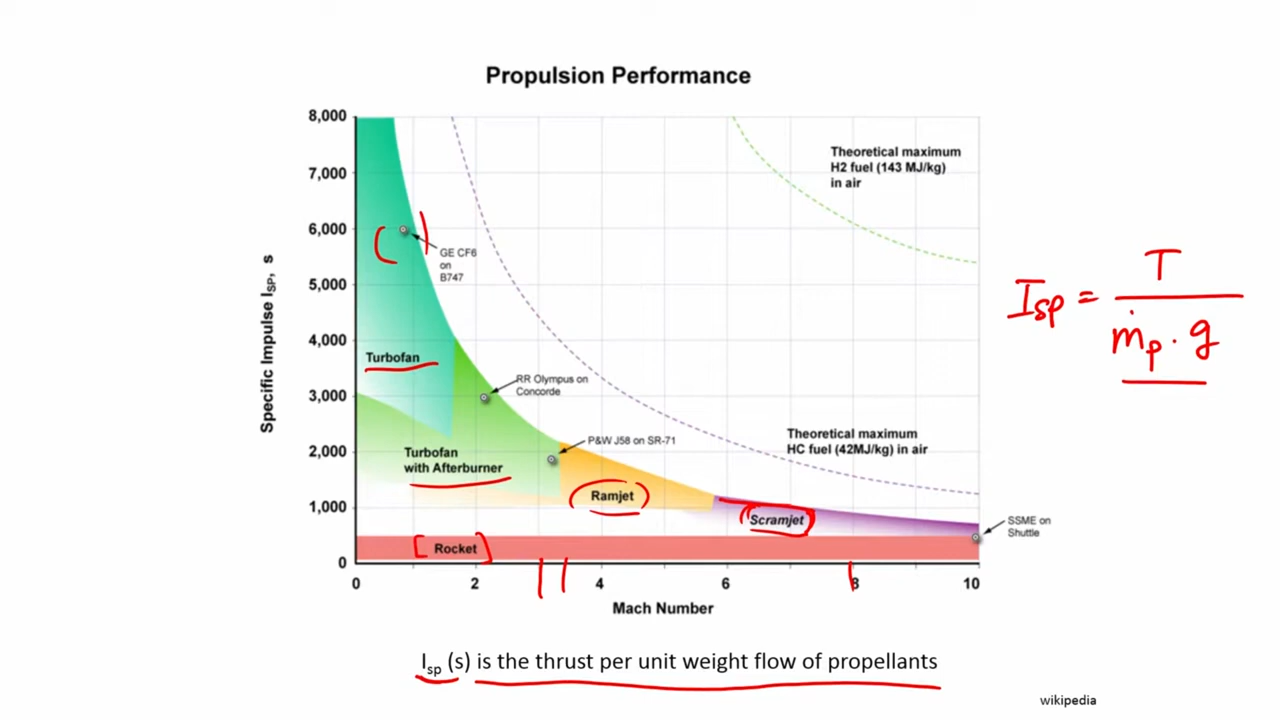 Propulsion Performance
8,000
7,000
6,000
5,000
4,000
3,000
2,000
1,000
0
Specific Impulse I_SP, s
Theoretical maximum
H2 fuel (143 MJ/kg)
in air
GE CF6
on
B747
Turbofan
RR Olympus on
Concorde
Turbofan
with Afterburner
P&W J58 on SR-71
Theoretical maximum
HC fuel (42MJ/kg) in air
Ramjet
Scramjet
SSME on
Shuttle
Rocket
0 2 4 6 8 10
Mach Number
I_sp = T / ṁ_p · g
I_sp (s) is the thrust per unit weight flow of propellants
wikipedia